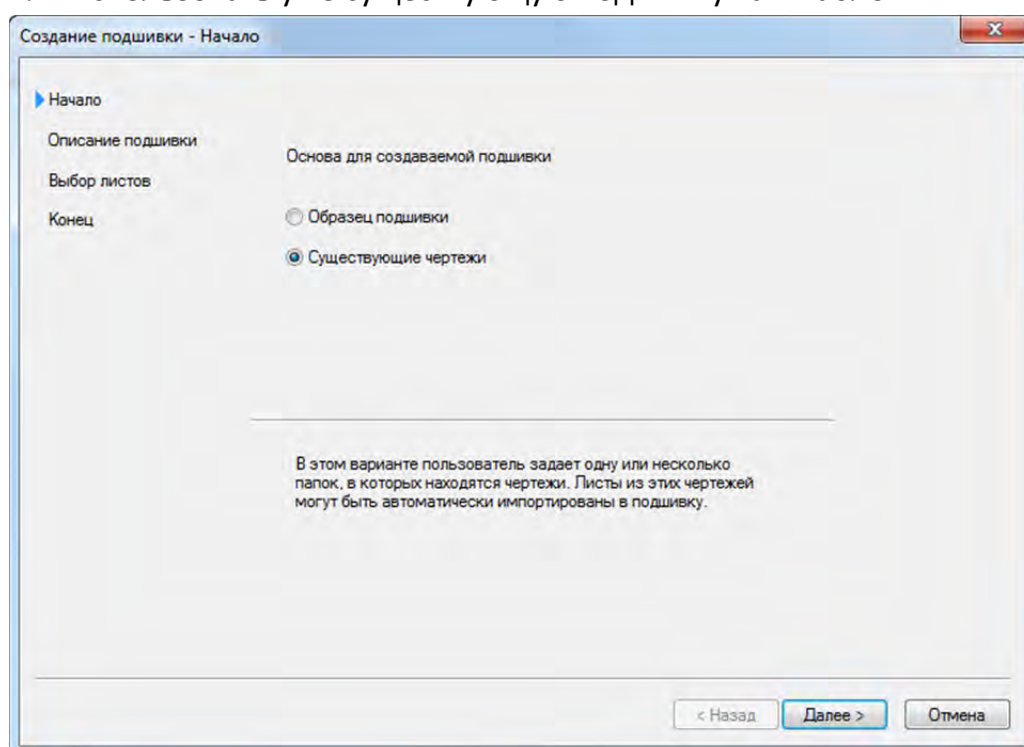 Создание подшивки - Начало
Начало
Описание подшивки
Выбор листов
Конец
Основа для создаваемой подшивки
Образец подшивки
Существующие чертежи
В этом варианте пользователь задает одну или несколько
папок, в которых находятся чертежи. Листы из этих чертежей
могут быть автоматически импортированы в подшивку.
< Назад
Далее >
Отмена